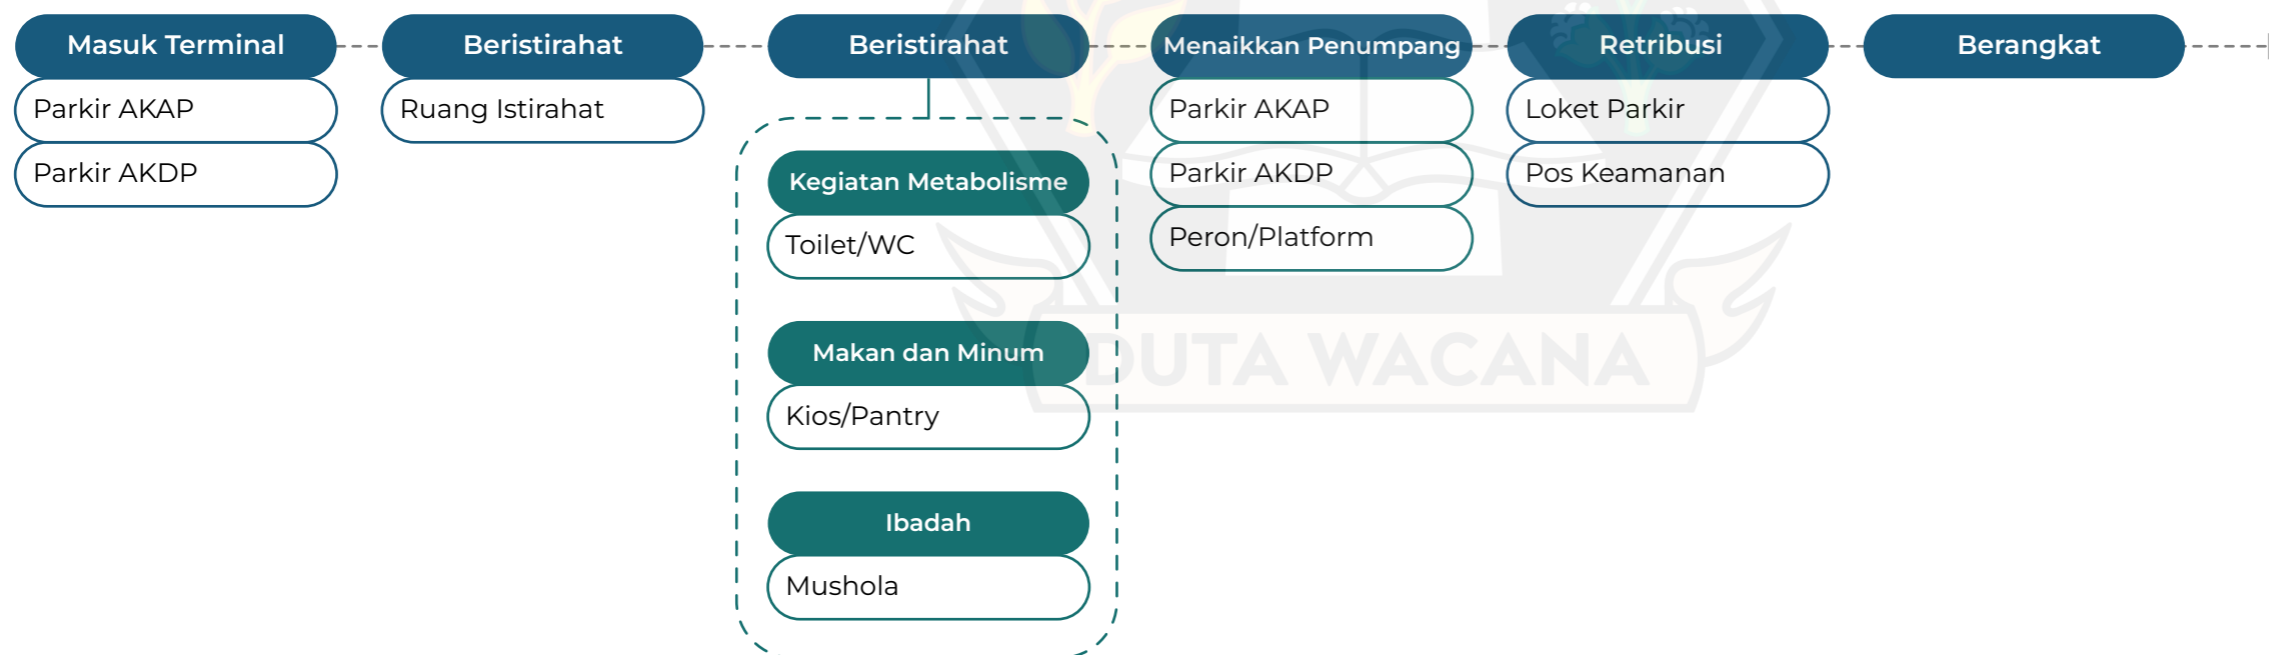 Masuk Terminal
Parkir AKAP
Parkir AKDP
Beristirahat
Ruang Istirahat
Beristirahat
Kegiatan Metabolisme
Toilet/WC
Makan dan Minum
Kios/Pantry
Ibadah
Mushola
Menaikkan Penumpang
Parkir AKAP
Parkir AKDP
Peron/Platform
Retribusi
Loket Parkir
Pos Keamanan
Berangkat
DUTA WACANA